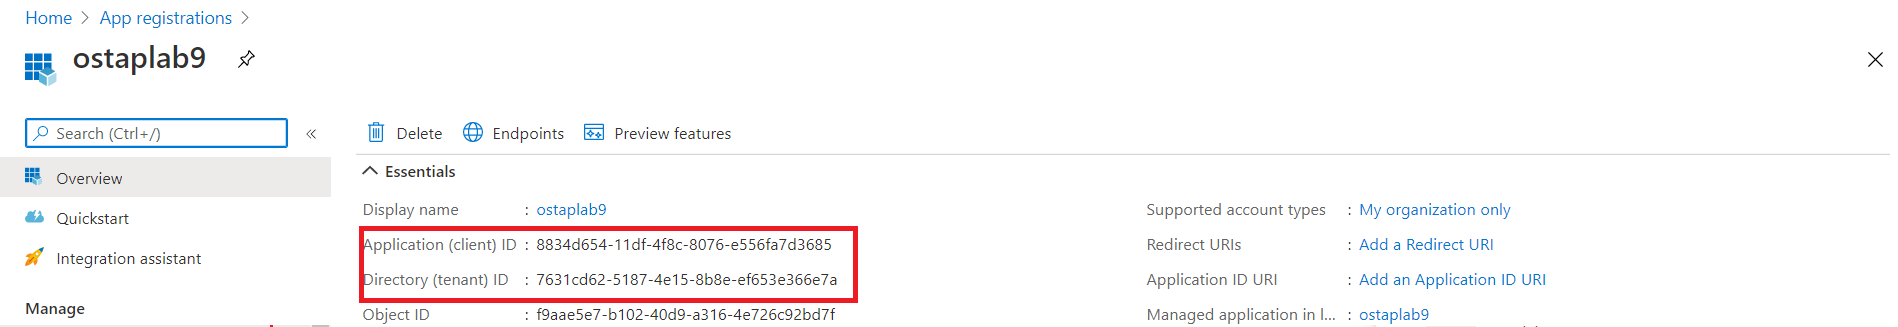 Home > App registrations >
ostaplab9
Search (Ctrl+/)
«
Delete
Endpoints
Preview features
Overview
Quickstart
Integration assistant
Manage
Essentials
Display name : ostaplab9
Application (client) ID : 8834d654-11df-4f8c-8076-e556fa7d3685
Directory (tenant) ID : 7631cd62-5187-4e15-8b8e-ef653e366e7a
Object ID : f9aae5e7-b102-40d9-a316-4e726c92bd7f
Supported account types : My organization only
Redirect URIs : Add a Redirect URI
Application ID URI : Add an Application ID URI
Managed application in l... : ostaplab9